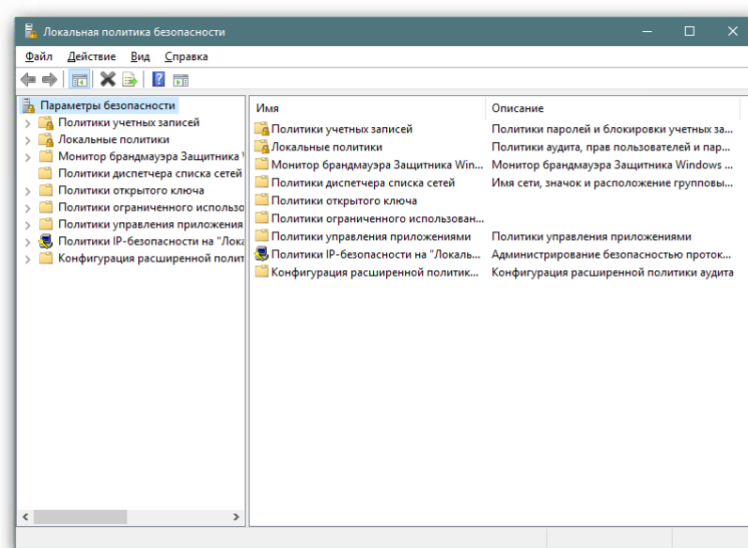 Локальная политика безопасности
Файл Действие Вид Справка
Параметры безопасности
Политики учетных записей
Локальные политики
Монитор брандмауэра Защитника
Политики диспетчера списка сетей
Политики открытого ключа
Политики ограниченного использо
Политики управления приложения
Политики IP-безопасности на "Лока
Конфигурация расширенной полит
Имя Описание
Политики учетных записей Политики паролей и блокировки учетных за...
Локальные политики Политики аудита, прав пользователей и пар...
Монитор брандмауэра Защитника Win... Монитор брандмауэра Защитника Windows ...
Политики диспетчера списка сетей Имя сети, значок и расположение групповы...
Политики открытого ключа
Политики ограниченного использован...
Политики управления приложениями Политики управления приложениями
Политики IP-безопасности на "Локаль... Администрирование безопасностью проток...
Конфигурация расширенной политик... Конфигурация расширенной политики аудита